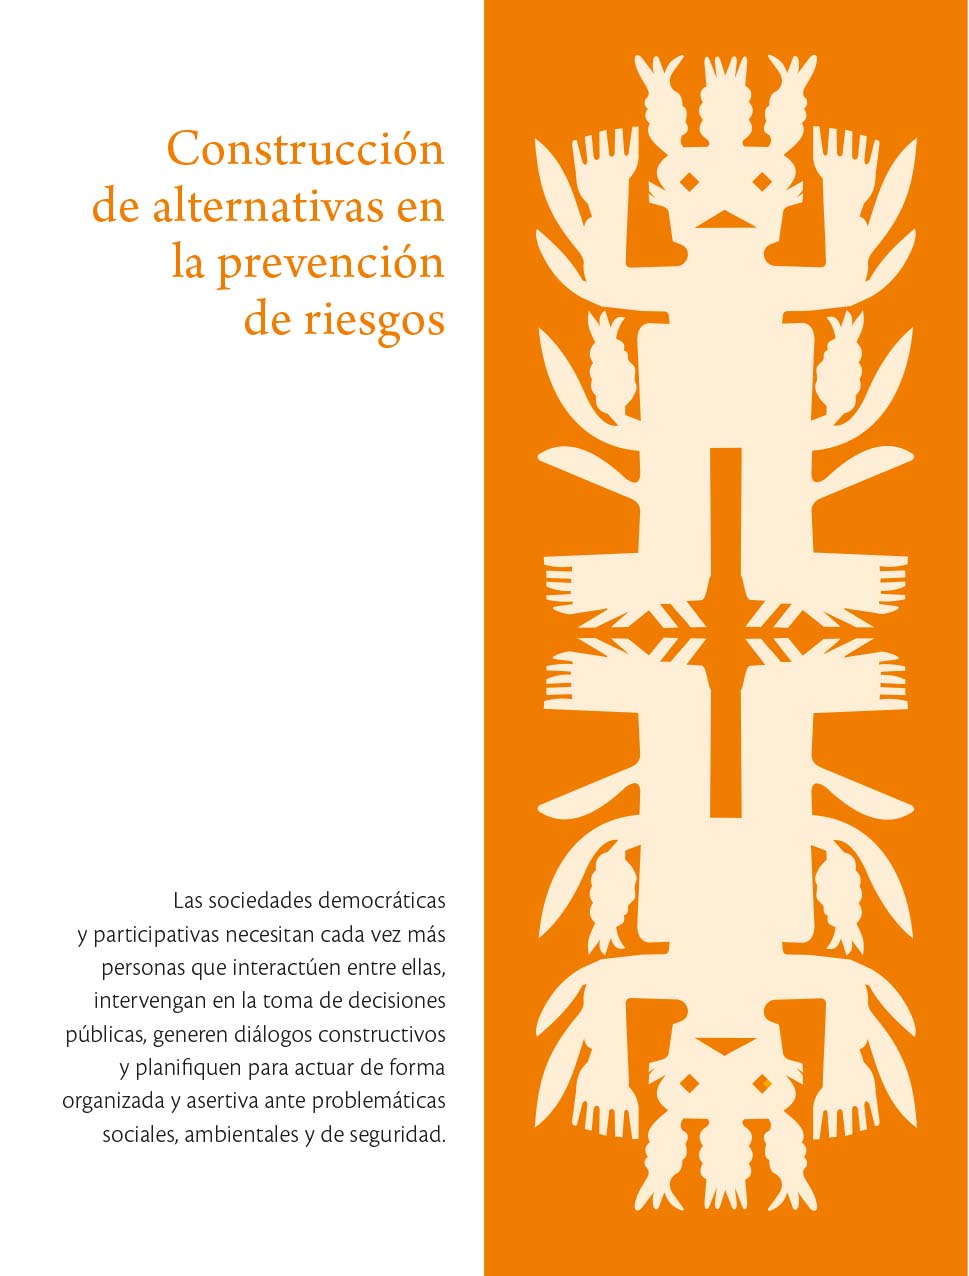 Construcción
de alternativas en
la prevención
de riesgos
Las sociedades democráticas
y participativas necesitan cada vez más
personas que interactúen entre ellas,
intervengan en la toma de decisiones
públicas, generen diálogos constructivos
y planifiquen para actuar de forma
organizada y asertiva ante problemáticas
sociales, ambientales y de seguridad.